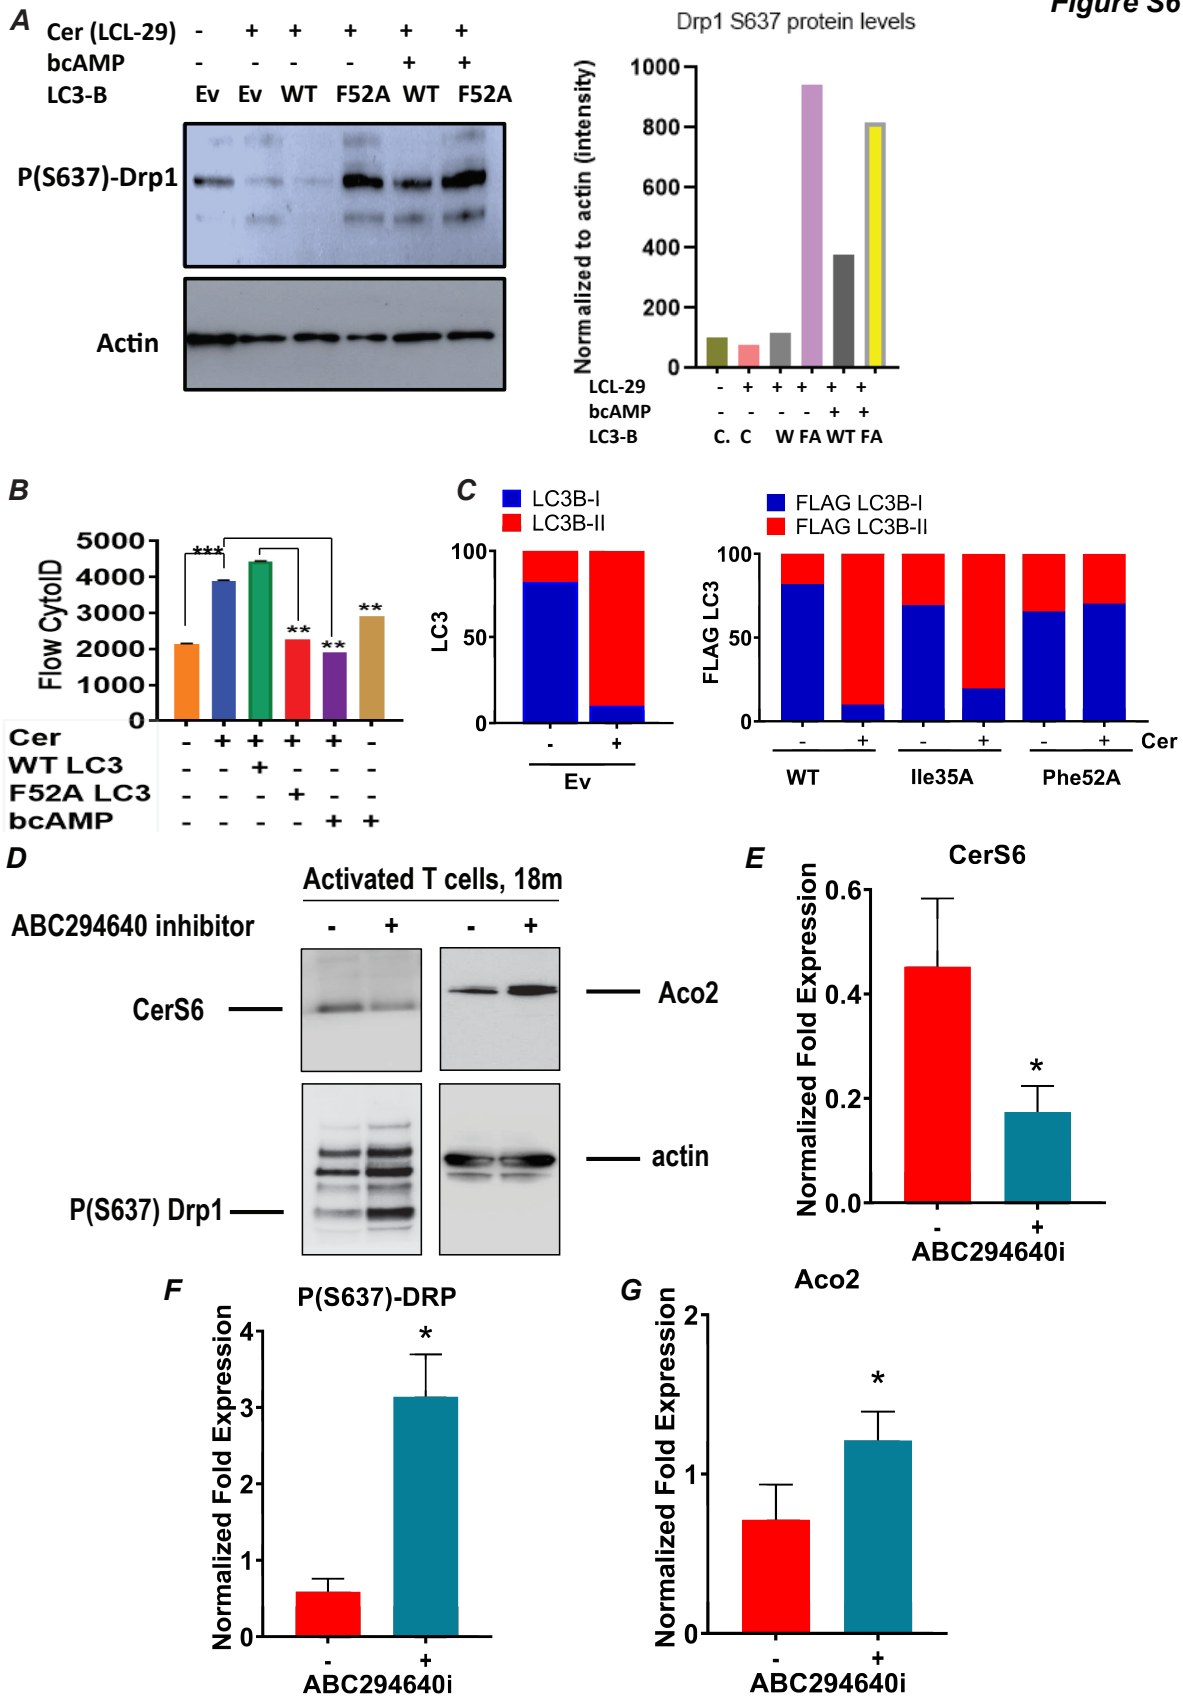 Figure S6
A
Cer (LCL-29) - + + + + +
bcAMP - - - - + +
LC3-B Ev Ev WT F52A WT F52A
P(S637)-Drp1
Actin
Drp1 S637 protein levels
Normalized to actin (intensity)
1000
800
600
400
200
0
LCL-29 - + + + + +
bcAMP - - - - + +
LC3-B C. C W FA WT FA
B
Flow CytoID
5000
4000
3000
2000
1000
0
***
**
**
**
Cer - + + + + -
WT LC3 - - + - - -
F52A LC3 - - - + - -
bcAMP - - - - + +
C
LC3B-I
LC3B-II
LC3
100
50
0
- +
Ev
FLAG LC3B-I
FLAG LC3B-II
FLAG LC3
100
50
0
- + - + - + Cer
WT Ile35A Phe52A
D
Activated T cells, 18m
ABC294640 inhibitor - + - +
CerS6
Aco2
P(S637) Drp1
actin
E
CerS6
Normalized Fold Expression
0.6
0.4
0.2
0.0
*
- +
ABC294640i
F
P(S637)-DRP
Normalized Fold Expression
4
3
2
1
0
*
- +
ABC294640i
G
Aco2
Normalized Fold Expression
2
1
0
*
- +
ABC294640i